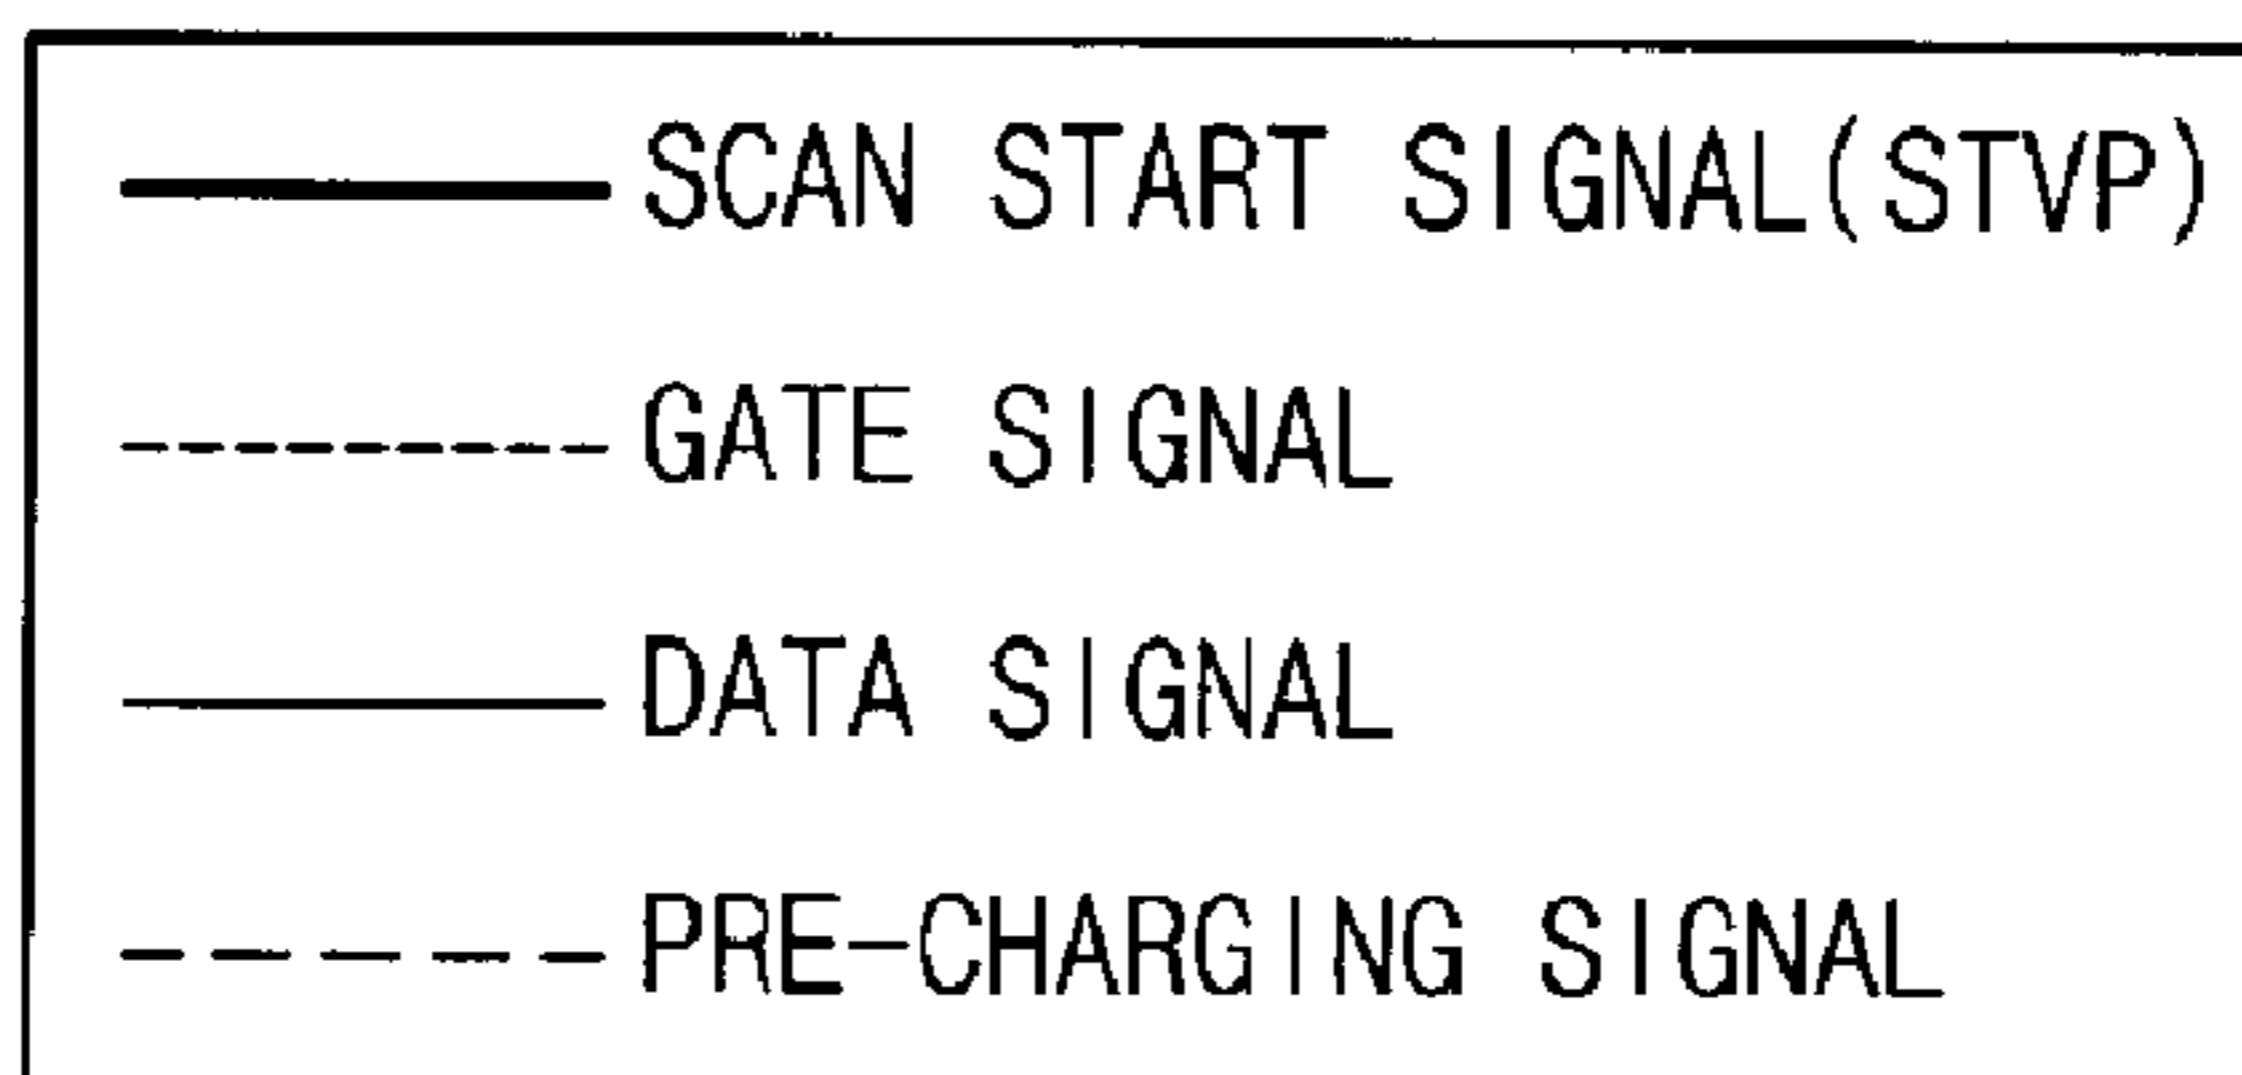 SCAN START SIGNAL(STVP)
GATE SIGNAL
DATA SIGNAL
PRE-CHARGING SIGNAL